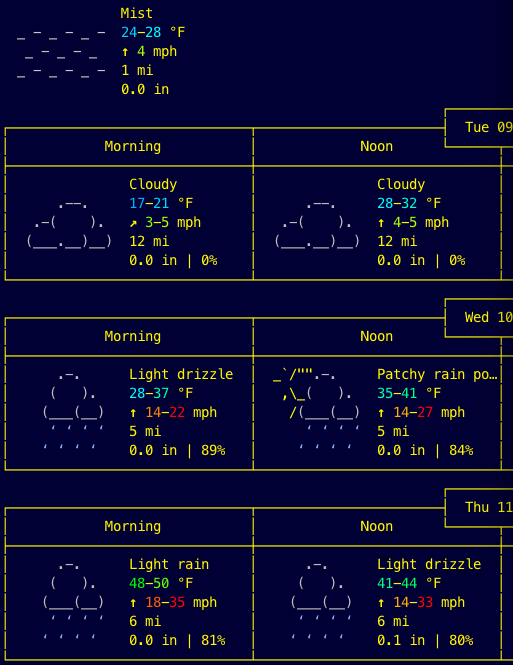 Mist
24–28 °F
↑ 4 mph
1 mi
0.0 in
Tue 09
Morning Noon
Cloudy Cloudy
17–21 °F 28–32 °F
↗ 3–5 mph ↑ 4–5 mph
12 mi 12 mi
0.0 in | 0% 0.0 in | 0%
Wed 10
Morning Noon
Light drizzle Patchy rain po…
28–37 °F 35–41 °F
↑ 14–22 mph ↑ 14–27 mph
5 mi 5 mi
0.0 in | 89% 0.0 in | 84%
Thu 11
Morning Noon
Light rain Light drizzle
48–50 °F 41–44 °F
↑ 18–35 mph ↑ 14–33 mph
6 mi 6 mi
0.0 in | 81% 0.1 in | 80%